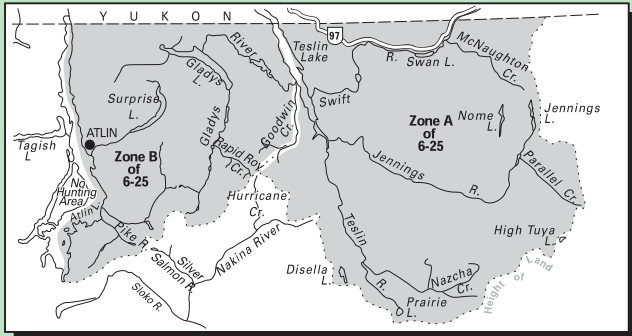 YUKON
97
Teslin
Lake
River
Gladys
L.
R.
Swan L.
McNaughton
Cr.
Surprise
L.
Swift
Gladys
Goodwin
Cr.
Zone A
of
6-25
Nome
L.
Jennings
L.
Tagish
L
ATLIN
Zone B
of
6-25
Rapid Roy
Cr.
Jennings
R.
Parallel Cr.
No
Hunting
Area
Atlin L.
Hurricane
Cr.
Pike R.
Teslin
R.
High Tuya
L.
Silver
Salmon R.
Nakina River
Disella
L.
Nazcha
Cr.
Height of Land
Sloko R.
Prairie
L.